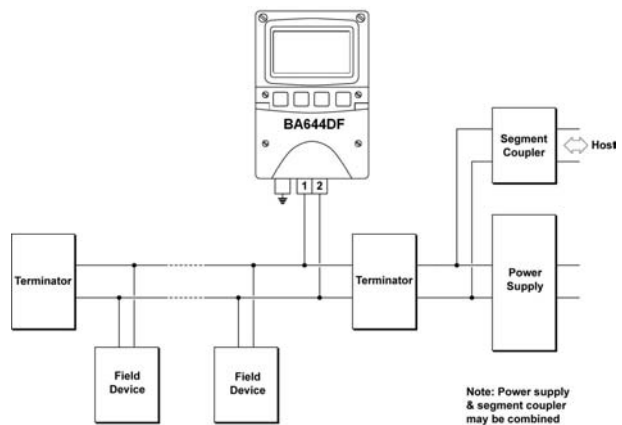 BA644DF
1 2
Segment
Coupler
Host
Terminator
Terminator
Power
Supply
Field
Device
Field
Device
Note: Power supply
& segment coupler
may be combined